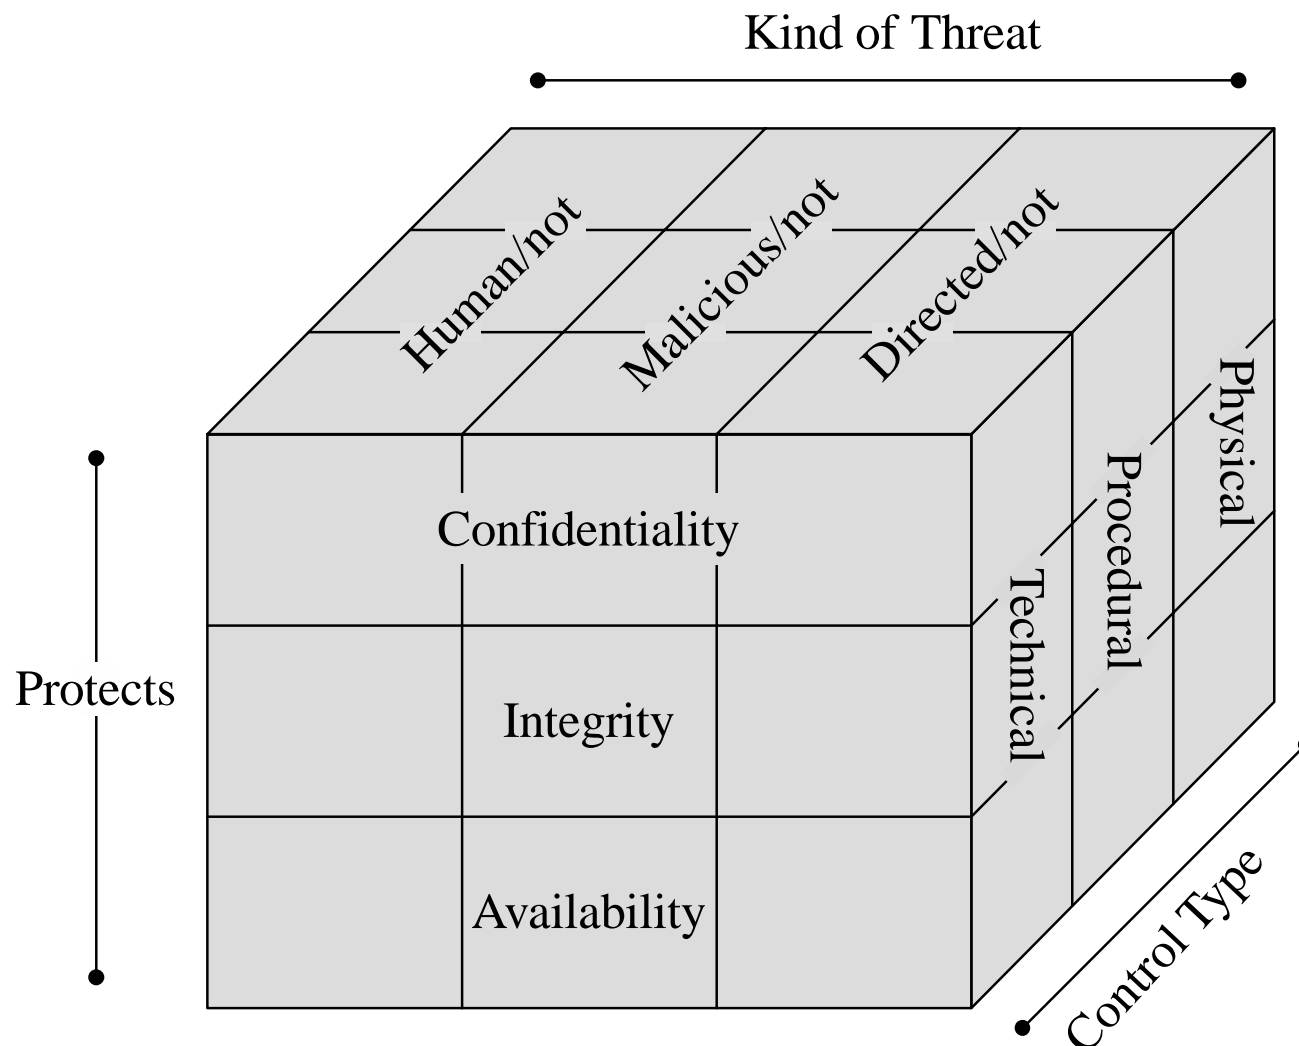 Kind of Threat
Human/not
Malicious/not
Directed/not
Physical
Procedural
Technical
Confidentiality
Integrity
Availability
Protects
Control Type